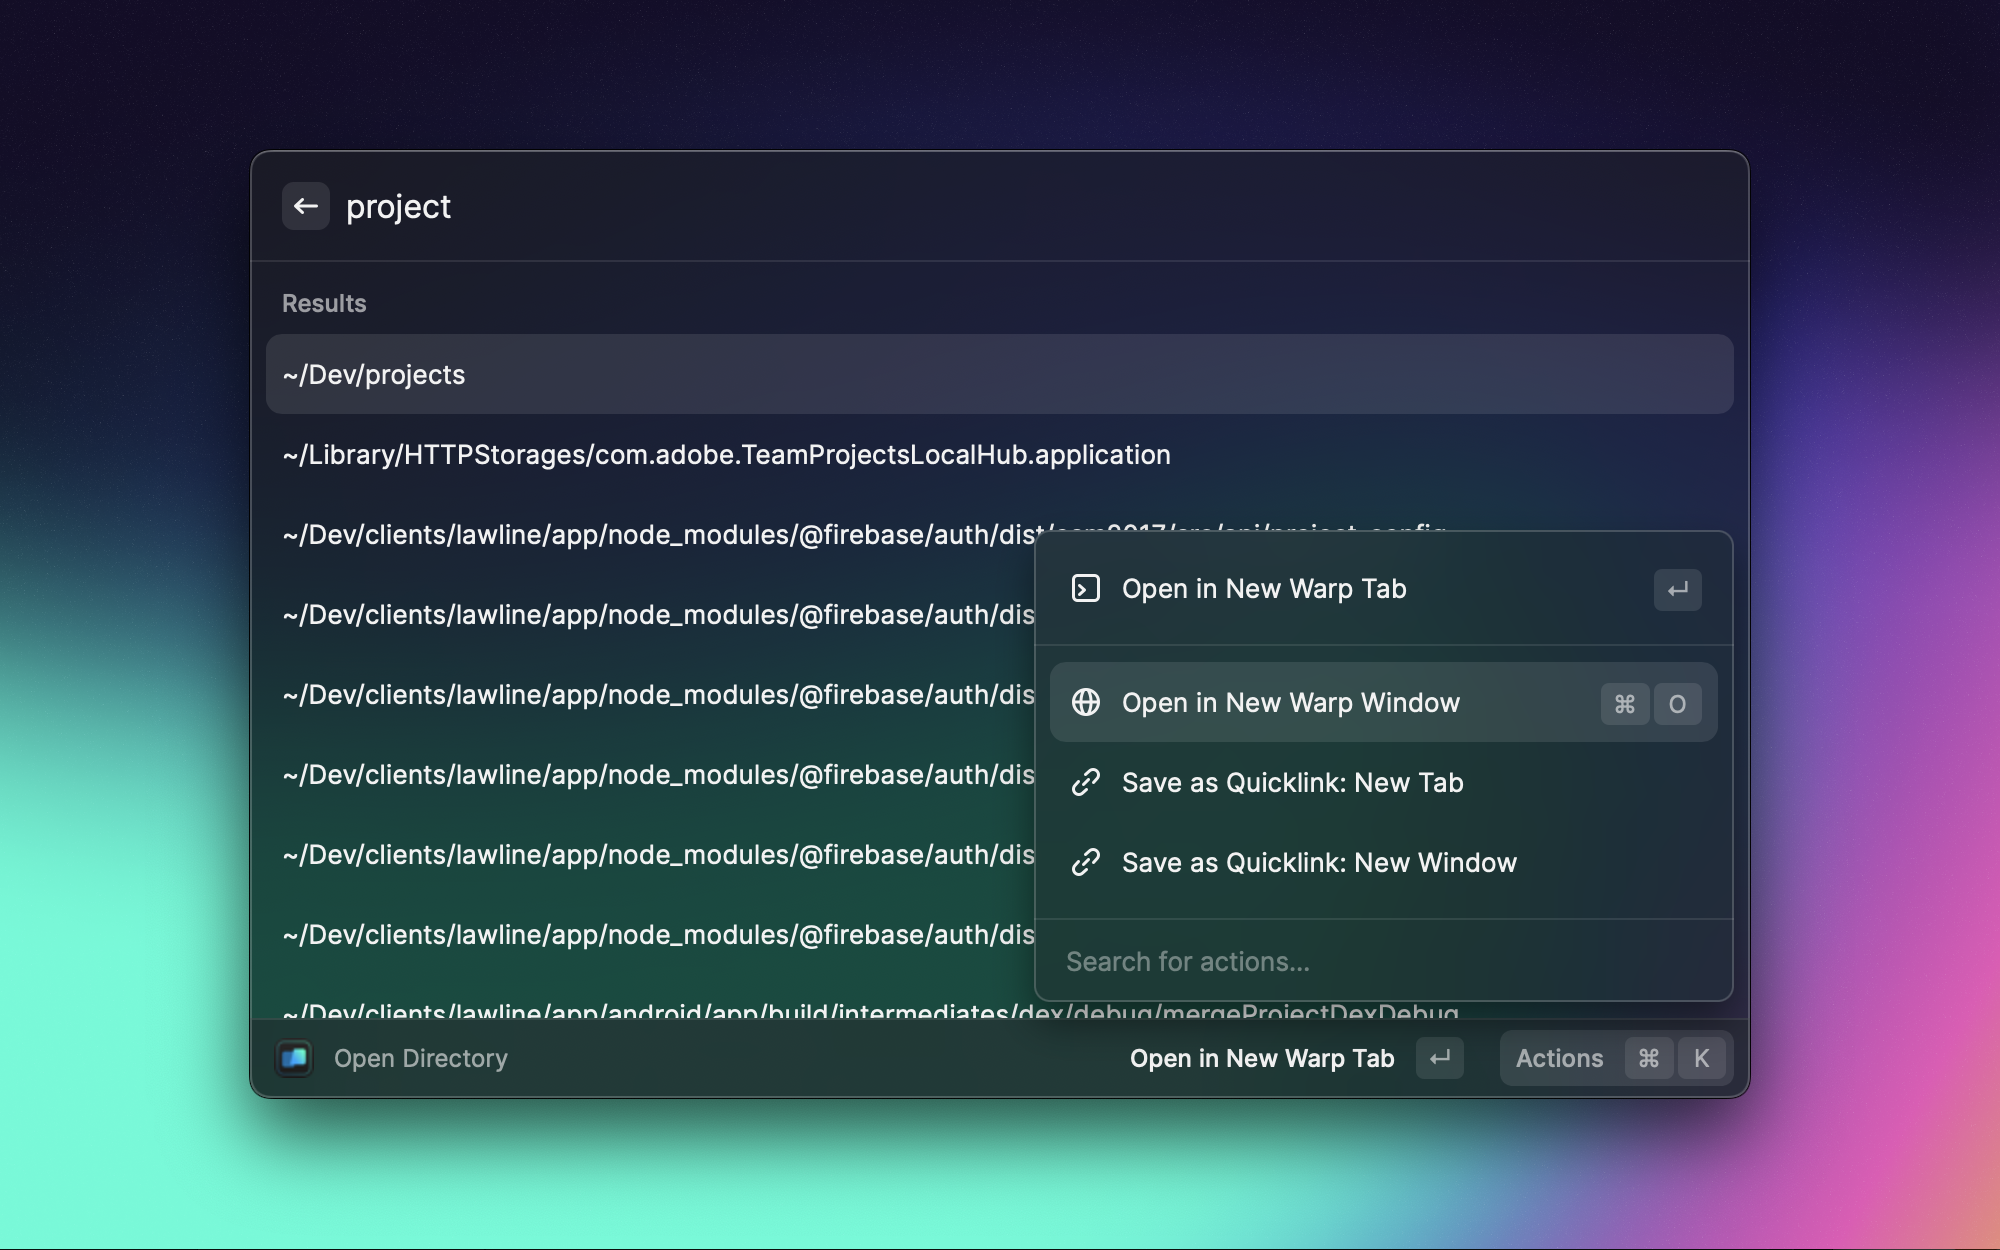 project
Results
~/Dev/projects
~/Library/HTTPStorages/com.adobe.TeamProjectsLocalHub.application
~/Dev/clients/lawline/app/node_modules/@firebase/auth/dist/esm2017/src/api/project_config
~/Dev/clients/lawline/app/node_modules/@firebase/auth/dis
~/Dev/clients/lawline/app/node_modules/@firebase/auth/dis
~/Dev/clients/lawline/app/node_modules/@firebase/auth/dis
~/Dev/clients/lawline/app/node_modules/@firebase/auth/dis
~/Dev/clients/lawline/app/node_modules/@firebase/auth/dis
~/Dev/clients/lawline/app/android/app/build/intermediates/dex/debug/mergeProjectDexDebug
Open in New Warp Tab ↵
Open in New Warp Window ⌘ O
Save as Quicklink: New Tab
Save as Quicklink: New Window
Search for actions...
Open Directory
Open in New Warp Tab ↵
Actions ⌘ K